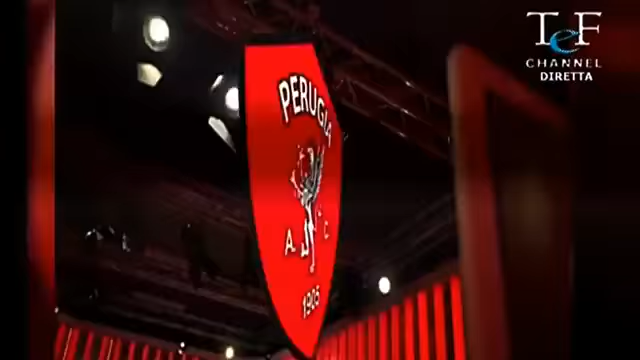 TeF
CHANNEL
DIRETTA
PERUGIA
A. C.
1905